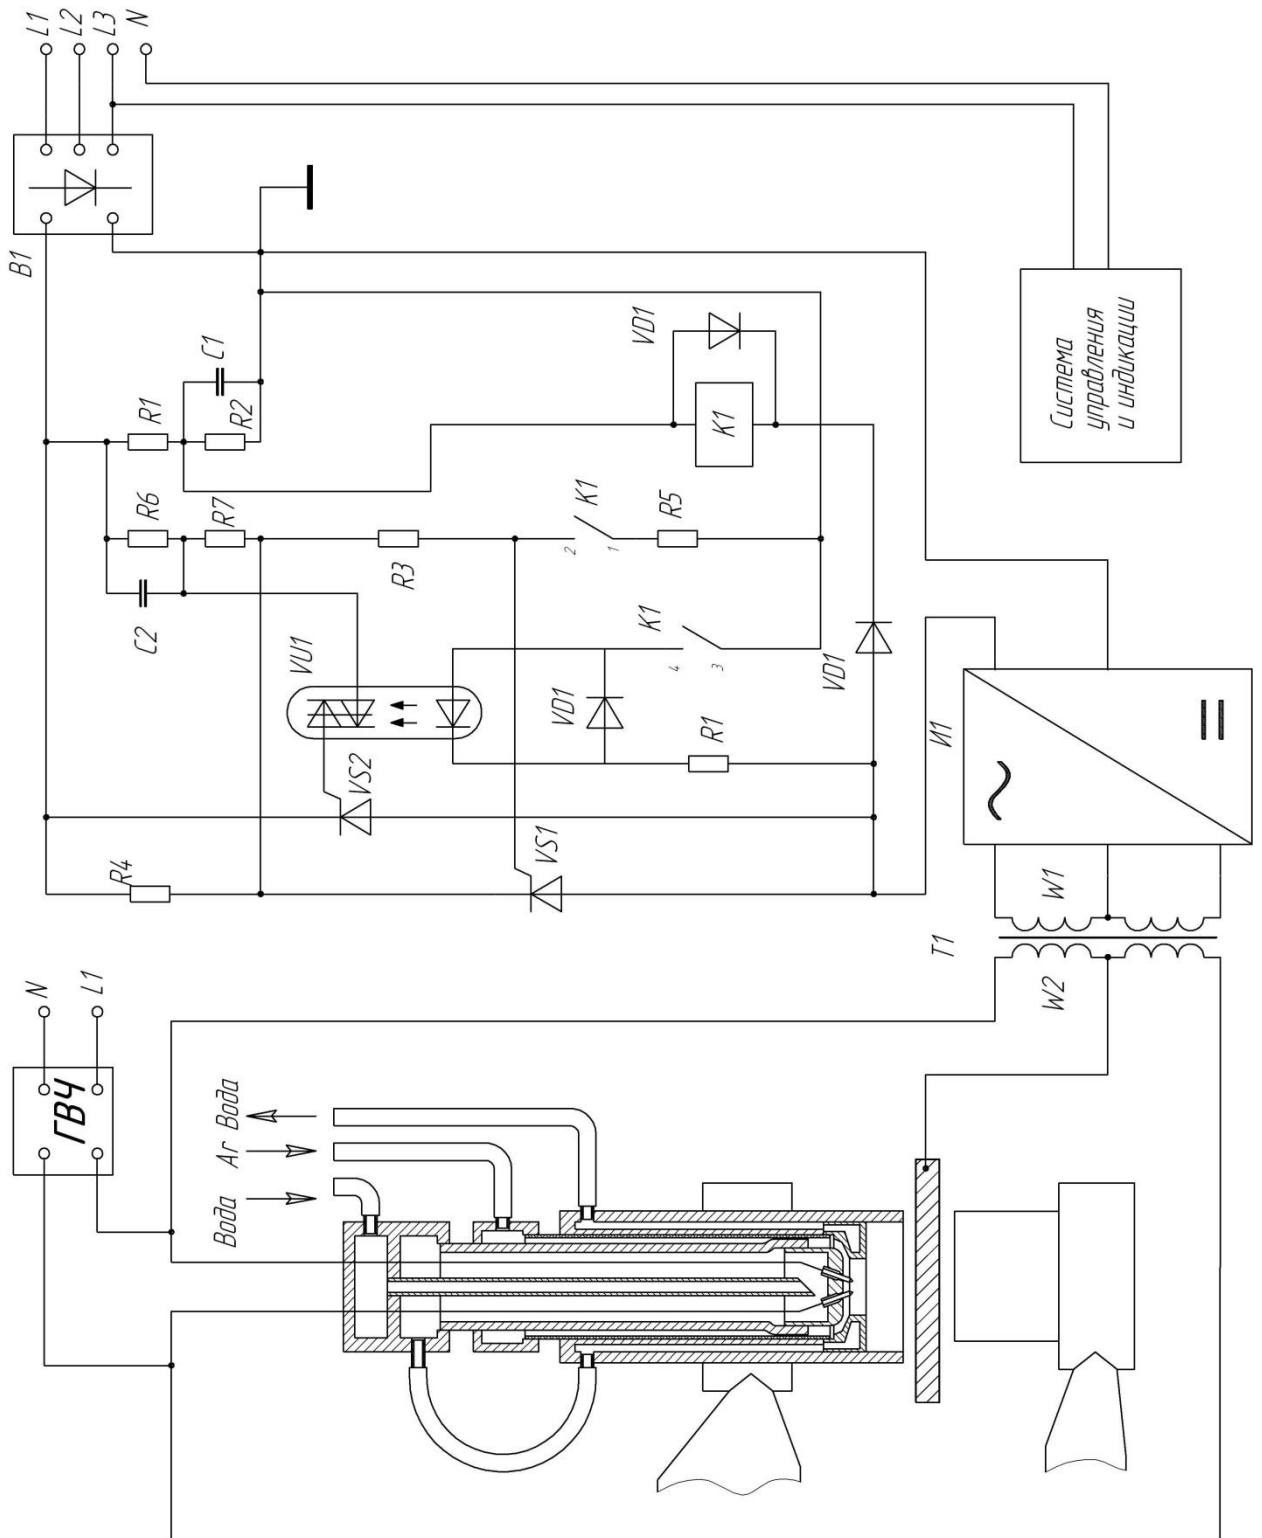 N
B1
L1
ГВЧ
L1
L2
L3
N
R4
C2
R6
R1
R7
C1
R2
Вода
Ar
Вода
VU1
VS2
R3
VS1
VD1
K1
2
1
R5
K1
4
3
VD1
K1
R1
VD1
T1
И1
W2
W1
Система
управления
и индикации